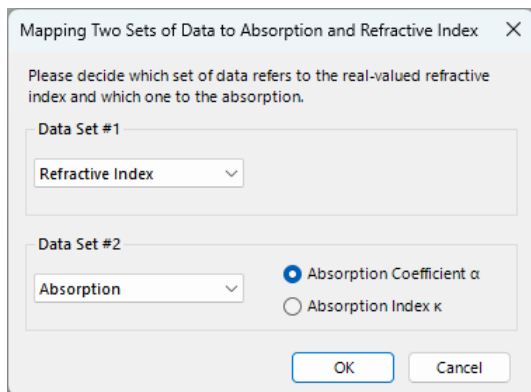 Mapping Two Sets of Data to Absorption and Refractive Index
Please decide which set of data refers to the real-valued refractive
index and which one to the absorption.
Data Set #1
Refractive Index
Data Set #2
Absorption
Absorption Coefficient α
Absorption Index κ
OK
Cancel